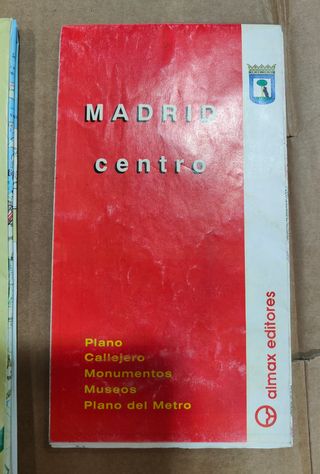 MADRID
centro
Plano
Callejero
Monumentos
Museos
Plano del Metro
almax editores